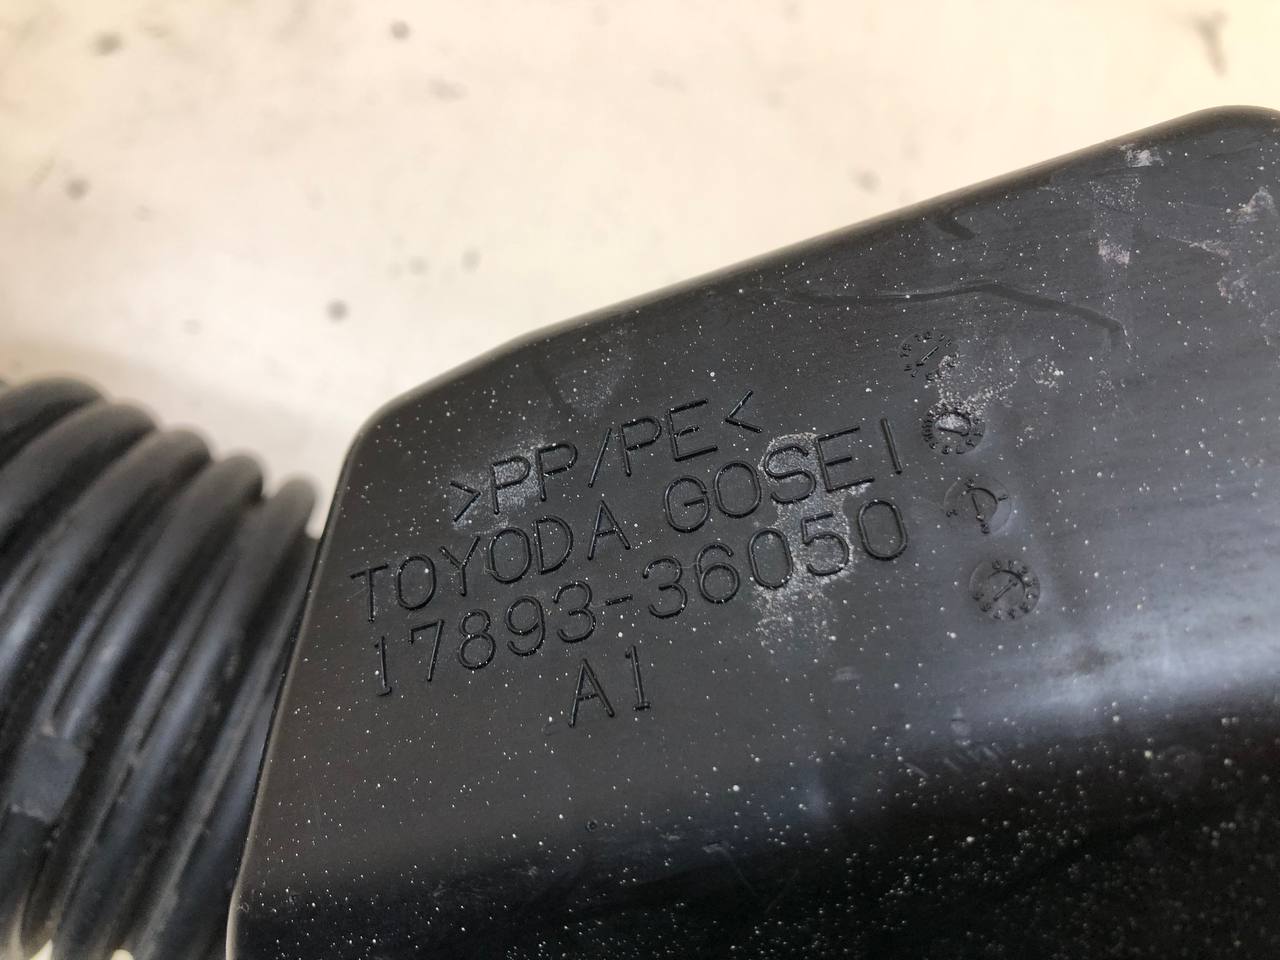 >PP/PE<
TOYODA GOSEI
17893-36050
A1